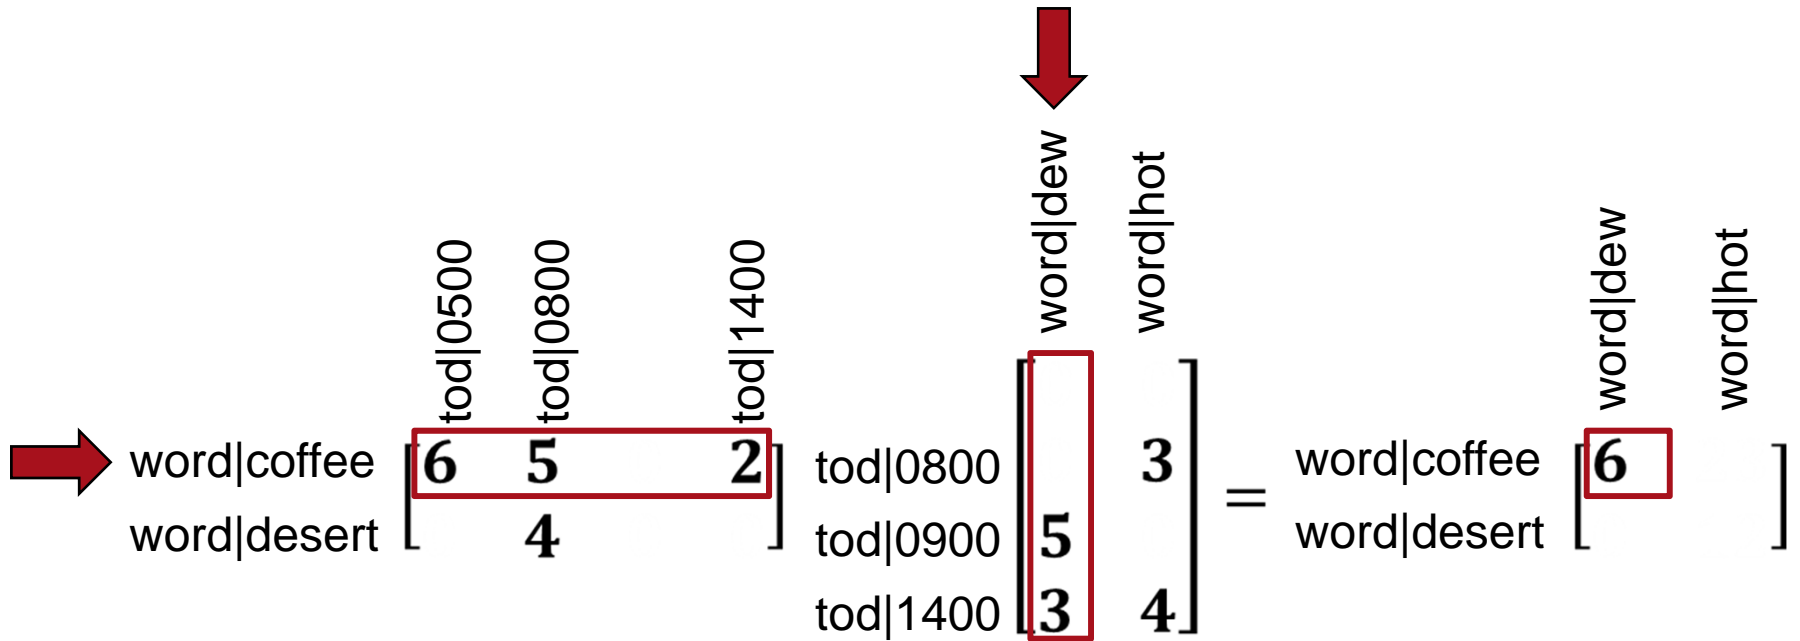 tod|0500 tod|0800 tod|1400
word|coffee 6 5 2
word|desert 4
word|dew word|hot
tod|0800 3
tod|0900 5
tod|1400 3 4
=
word|dew word|hot
word|coffee 6
word|desert